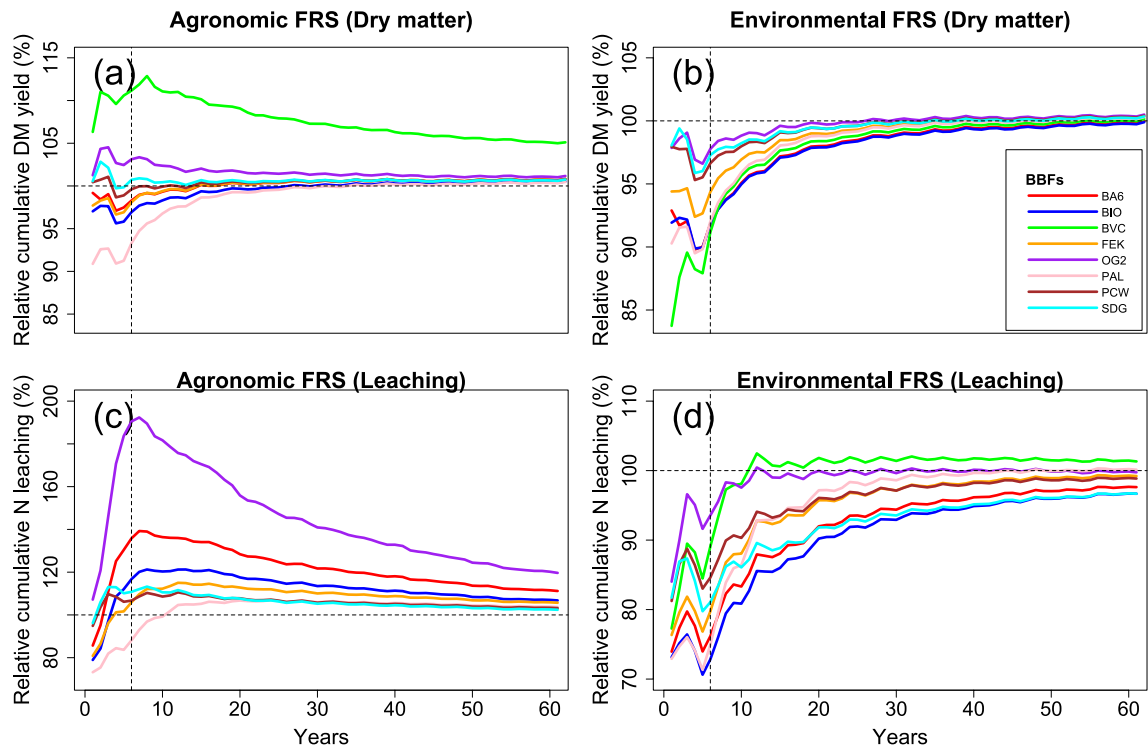 Agronomic FRS (Dry matter)
(a)
Relative cumulative DM yield (%)
85 90 95 105 115
Environmental FRS (Dry matter)
(b)
Relative cumulative DM yield (%)
85 90 95 100 105
BBFs
BA6
BIO
BVC
FEK
OG2
PAL
PCW
SDG
Agronomic FRS (Leaching)
(c)
Relative cumulative N leaching (%)
80 120 160 200
0 10 20 30 40 50 60
Years
Environmental FRS (Leaching)
(d)
Relative cumulative N leaching (%)
70 80 90 100 110
0 10 20 30 40 50 60
Years